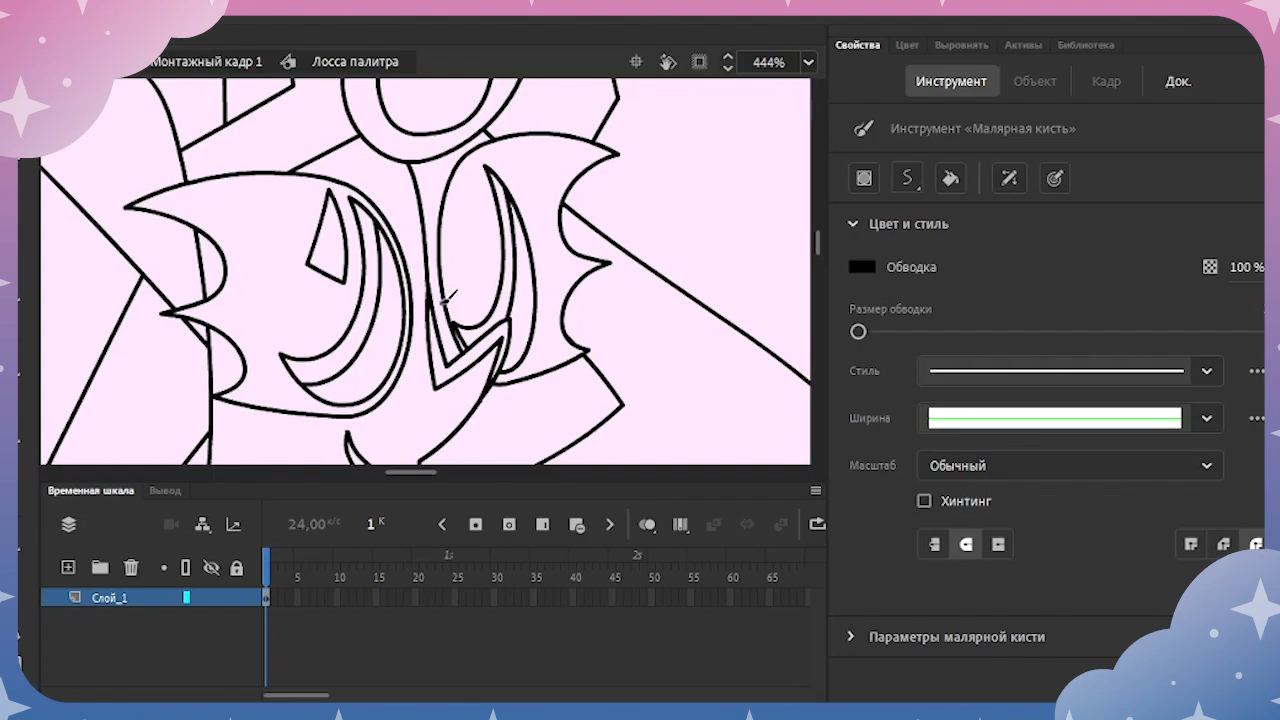 Монтажный кадр 1 Лосса палитра 444%
Свойства Цвет Выровнять Активы Библиотека
Инструмент Объект Кадр Док.
Инструмент «Малярная кисть»
Цвет и стиль
Обводка 100 %
Размер обводки
Стиль
Ширина
Масштаб Обычный
Хинтинг
Параметры малярной кисти
Временная шкала Вывод
24,00 к/с 1 К
1s 2s
5 10 15 20 25 30 35 40 45 50 55 60 65
Слой_1